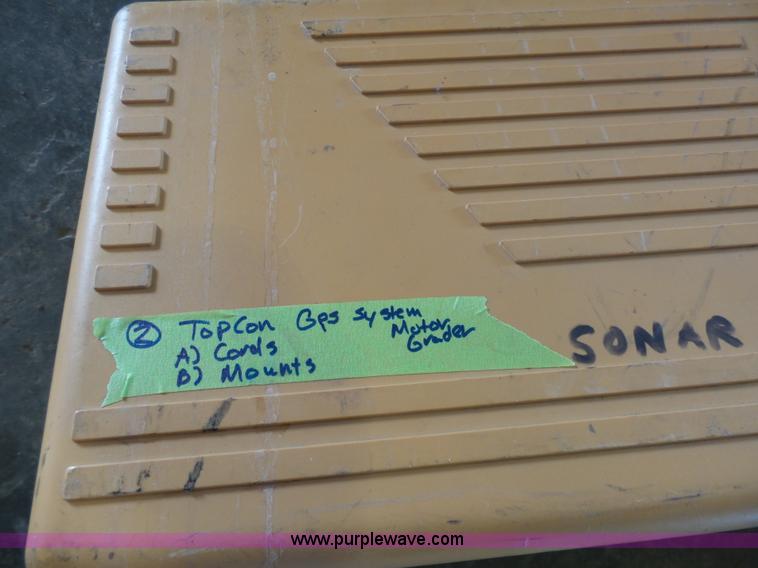 ② TopCon Gps system Motor Grader
A) Cords
B) Mounts
SONAR
www.purplewave.com